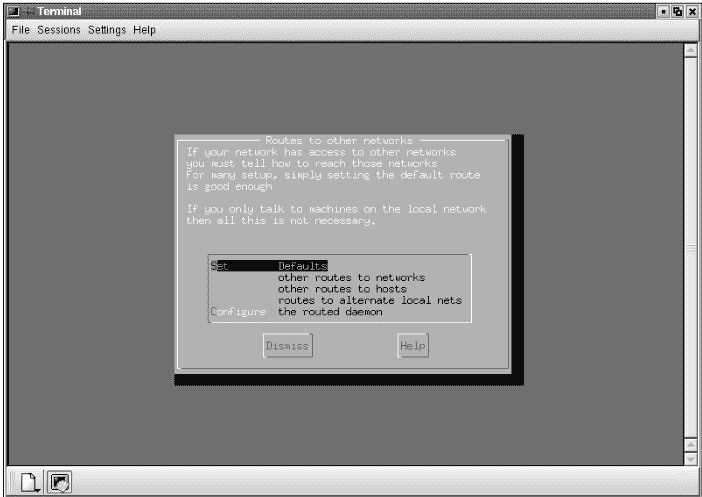 Terminal
File Sessions Settings Help
Routes to other networks
If your network has access to other networks
you must tell how to reach those networks
For many setup, simply setting the default route
is good enough
If you only talk to machines on the local network
then all this is not necessary.
Set Defaults
other routes to networks
other routes to hosts
routes to alternate local nets
Configure the routed daemon
Dismiss Help